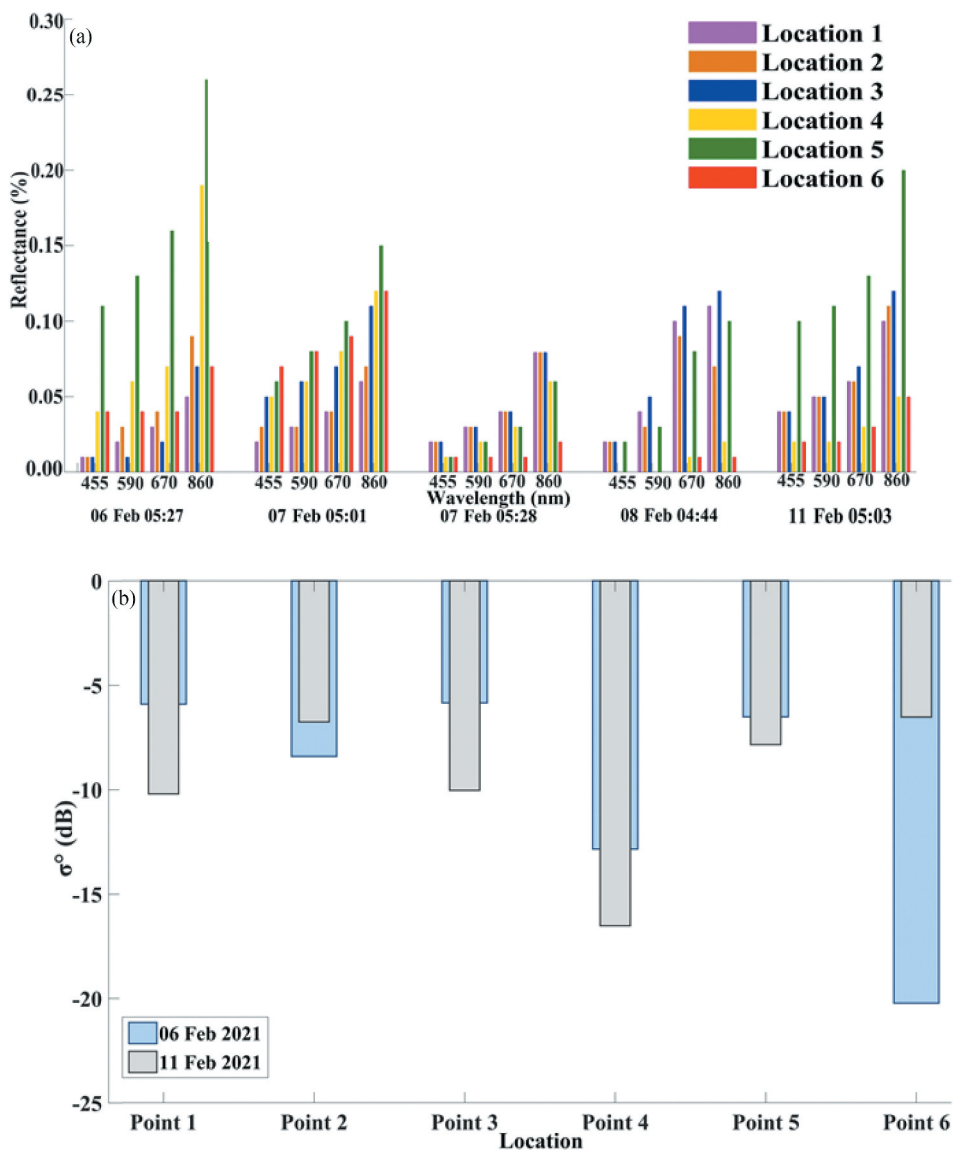 (a)
Reflectance (%)
0.30
0.25
0.20
0.15
0.10
0.05
0.00
Location 1
Location 2
Location 3
Location 4
Location 5
Location 6
455 590 670 860 455 590 670 860 455 590 670 860 455 590 670 860 455 590 670 860
Wavelength (nm)
06 Feb 05:27 07 Feb 05:01 07 Feb 05:28 08 Feb 04:44 11 Feb 05:03
(b)
σ° (dB)
0
-5
-10
-15
-20
-25
06 Feb 2021
11 Feb 2021
Point 1 Point 2 Point 3 Point 4 Point 5 Point 6
Location